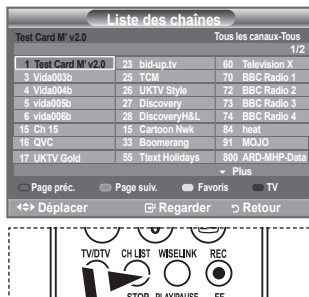 Liste des chaînes
Test Card M' v2.0 Tous les canaux-Tous
1/2
1 Test Card M' v2.0 23 bid-up.tv 60 Television X
3 Vida003b 25 TCM 70 BBC Radio 1
4 Vida004b 26 UKTV Style 72 BBC Radio 2
5 vida005b 27 Discovery 73 BBC Radio 3
6 vida006b 28 DiscoveryH&L 74 BBC Radio 4
15 Ch 15 15 Cartoon Nwk 84 heat
16 QVC 33 Boomerang 91 MOJO
17 UKTV Gold 55 Ttext Holidays 800 ARD-MHP-Data
Plus
Page préc. Page suiv. Favoris TV
Déplacer Regarder Retour
TV/DTV CH LIST WISELINK REC
STOP PLAY/PAUSE FF